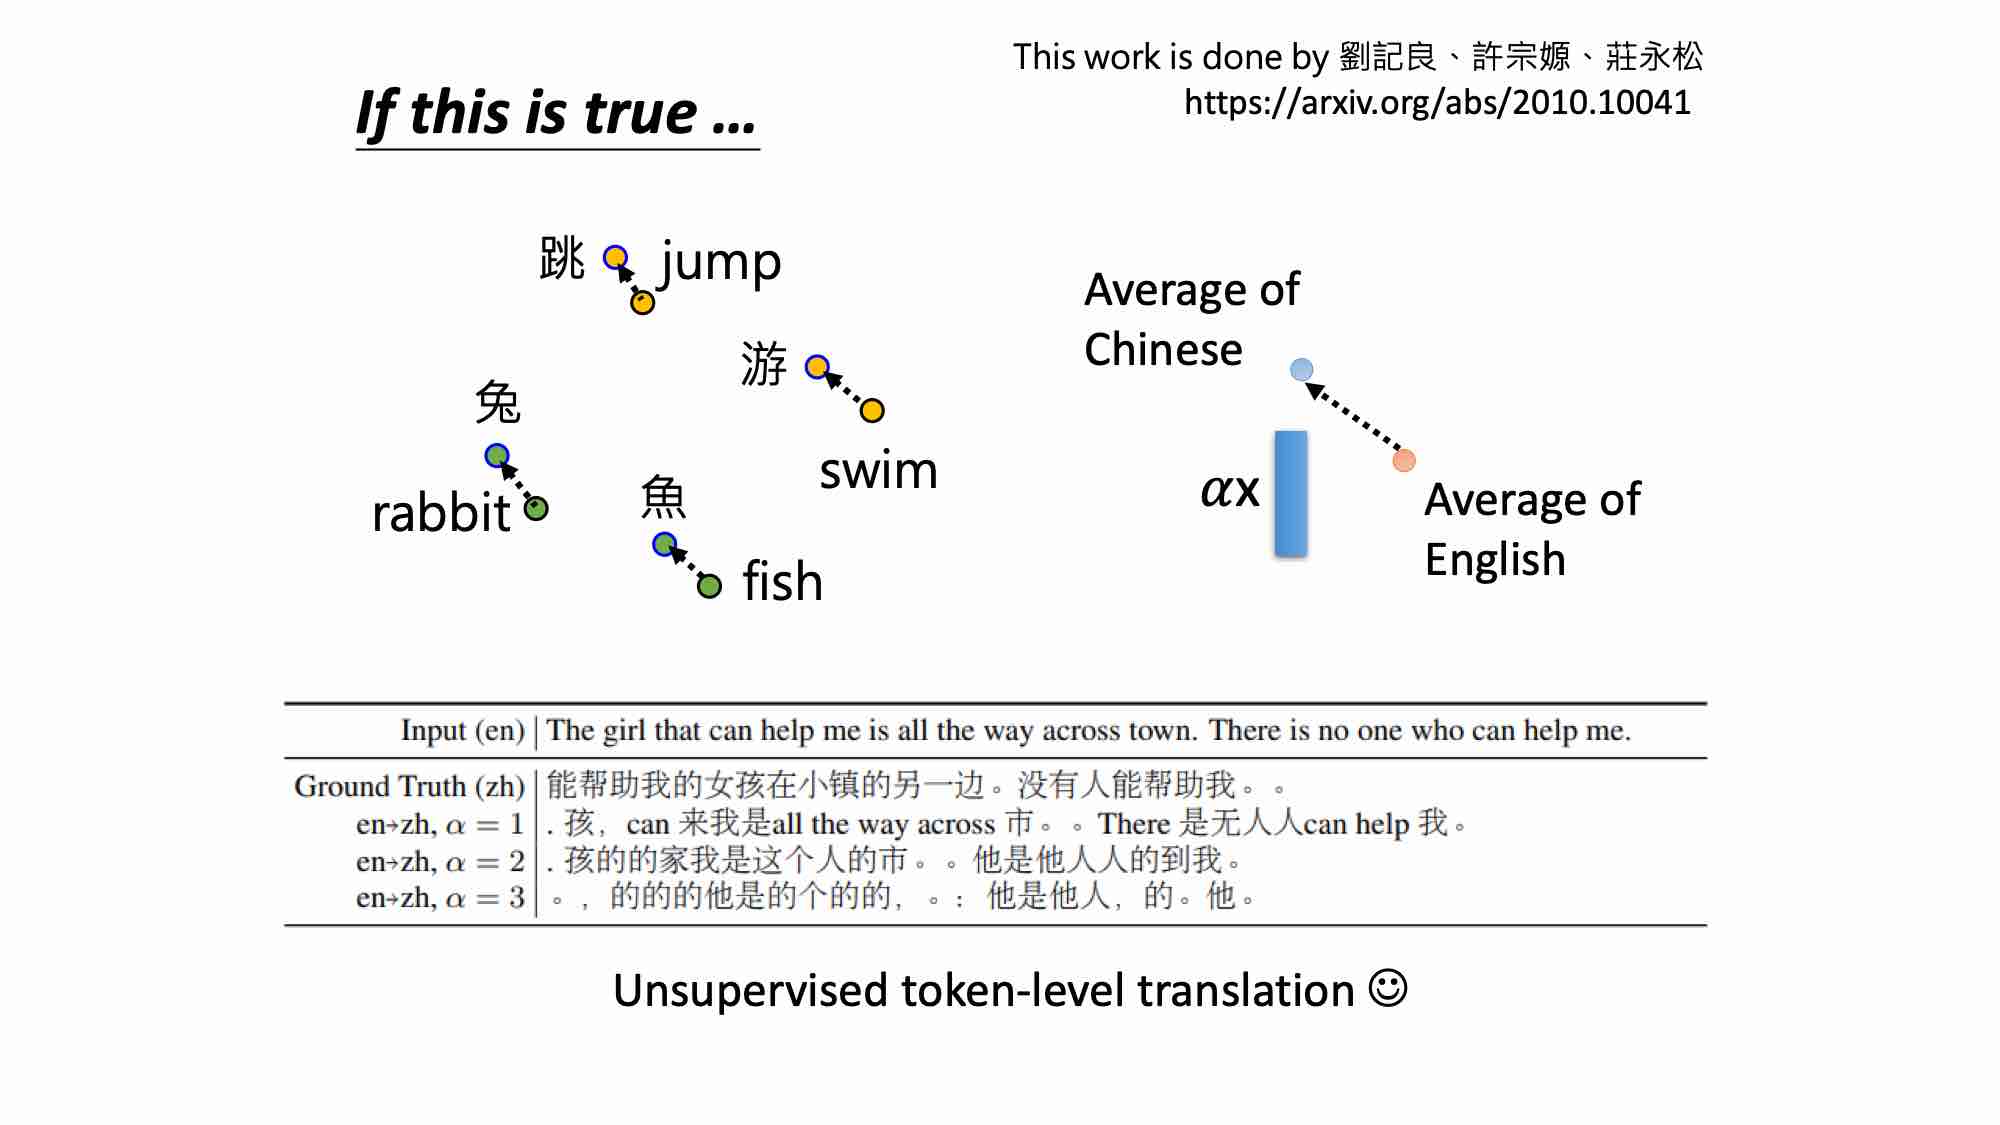 This work is done by 劉記良、許宗嫄、莊永松
https://arxiv.org/abs/2010.10041
If this is true ...
跳 jump
游
swim
兔
rabbit
魚
fish
Average of
Chinese
αx
Average of
English
Input (en) | The girl that can help me is all the way across town. There is no one who can help me.
Ground Truth (zh) | 能帮助我的女孩在小镇的另一边。没有人能帮助我。。
en→zh, α = 1 | . 孩，can 来我是all the way across 市。。There 是无人人can help 我。
en→zh, α = 2 | . 孩的的家我是这个人的市。。他是他人人的到我。
en→zh, α = 3 | 。，的的的他是的个的的，。：他是他人，的。他。
Unsupervised token-level translation ☺